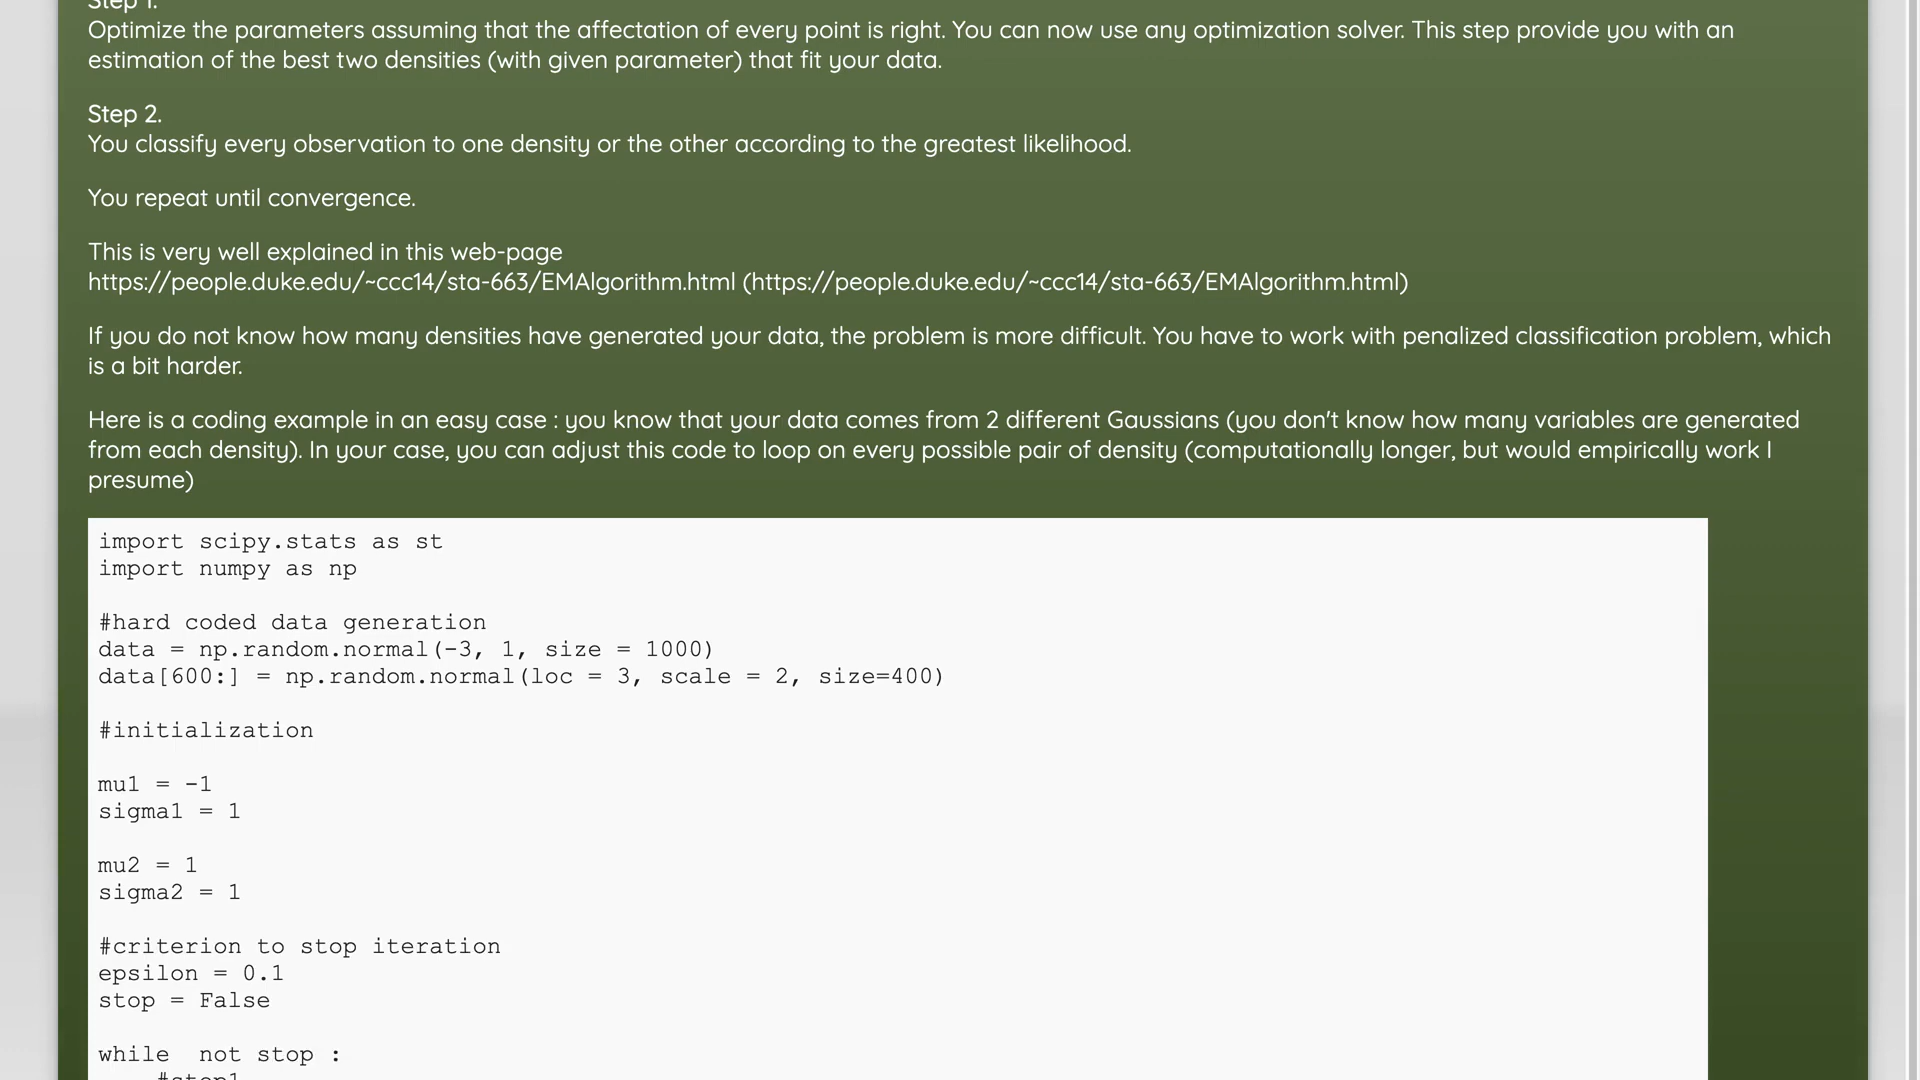 Step 1.
Optimize the parameters assuming that the affectation of every point is right. You can now use any optimization solver. This step provide you with an
estimation of the best two densities (with given parameter) that fit your data.
Step 2.
You classify every observation to one density or the other according to the greatest likelihood.
You repeat until convergence.
This is very well explained in this web-page
https://people.duke.edu/~ccc14/sta-663/EMAlgorithm.html (https://people.duke.edu/~ccc14/sta-663/EMAlgorithm.html)
If you do not know how many densities have generated your data, the problem is more difficult. You have to work with penalized classification problem, which
is a bit harder.
Here is a coding example in an easy case : you know that your data comes from 2 different Gaussians (you don't know how many variables are generated
from each density). In your case, you can adjust this code to loop on every possible pair of density (computationally longer, but would empirically work I
presume)
import scipy.stats as st
import numpy as np
#hard coded data generation
data = np.random.normal(-3, 1, size = 1000)
data[600:] = np.random.normal(loc = 3, scale = 2, size=400)
#initialization
mu1 = -1
sigma1 = 1
mu2 = 1
sigma2 = 1
#criterion to stop iteration
epsilon = 0.1
stop = False
while  not stop :
#step1